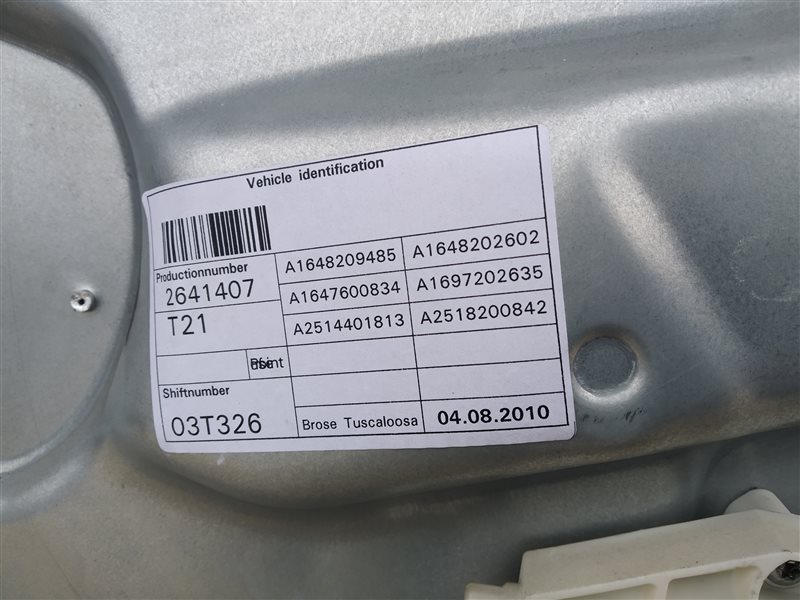 Vehicle identification
Productionnumber
2641407
T21
A1648209485 A1648202602
A1647600834 A1697202635
A2514401813 A2518200842
Shiftnumber
03T326
Brose Tuscaloosa 04.08.2010